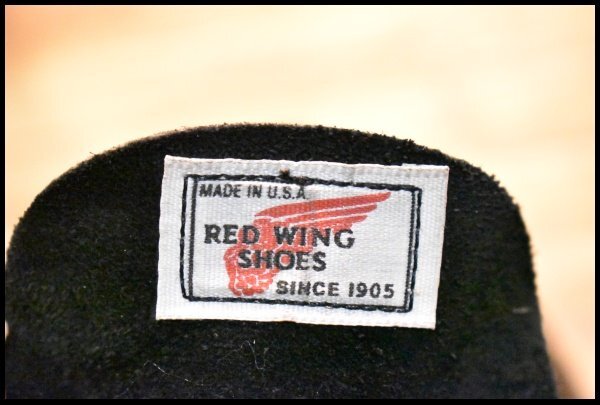 MADE IN U.S.A.
RED WING
SHOES
SINCE 1905